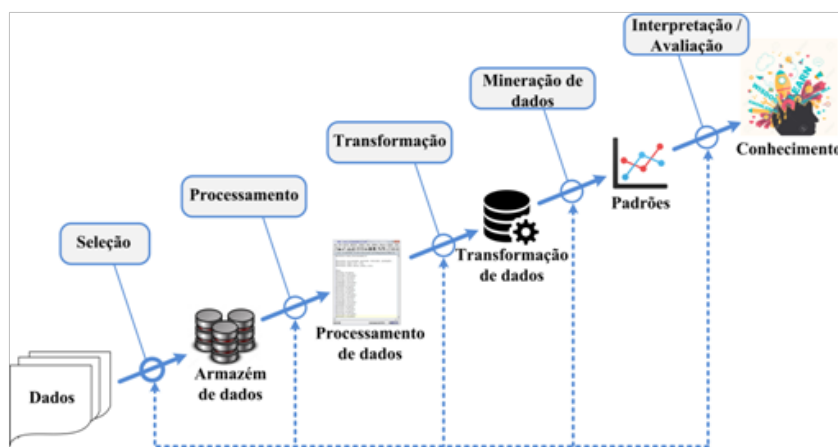 Interpretação /
Avaliação
Mineração de
dados
Conhecimento
Transformação
Padrões
Processamento
Transformação
de dados
Seleção
Processamento
de dados
Armazém
de dados
Dados
LEARN